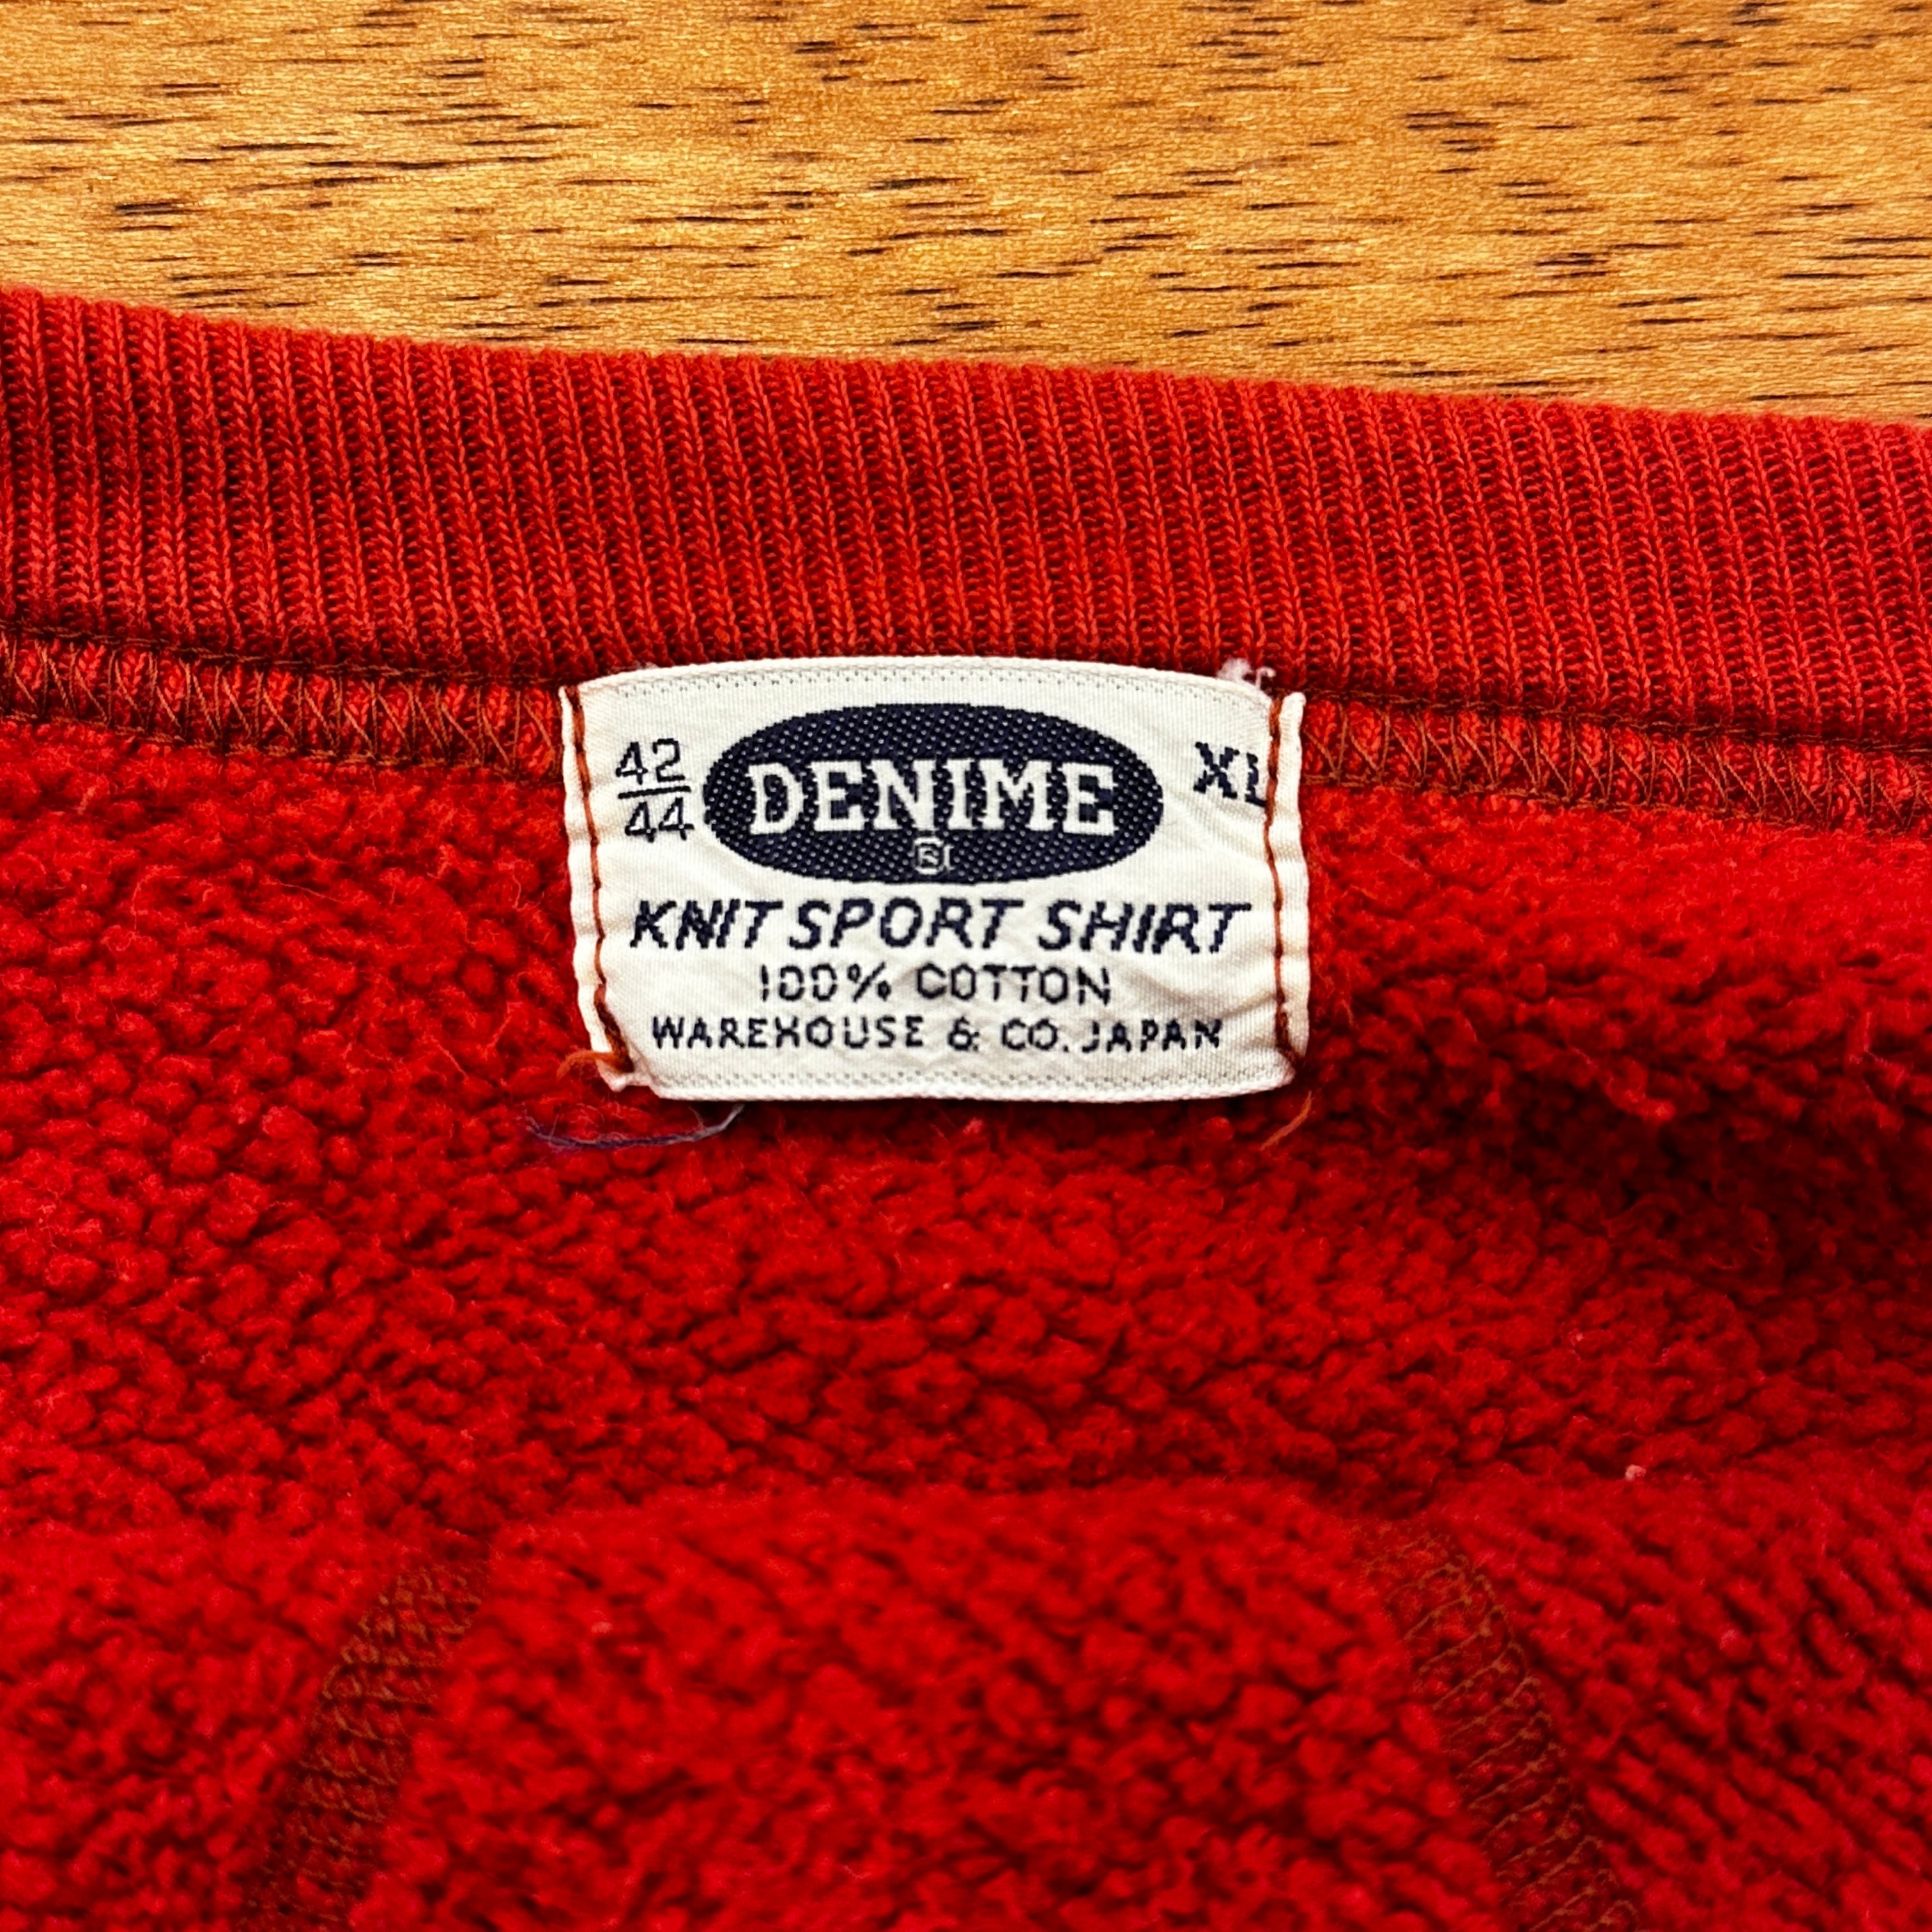 42 DENIME XL
44 ®
KNIT SPORT SHIRT
100% COTTON
WAREHOUSE & CO. JAPAN